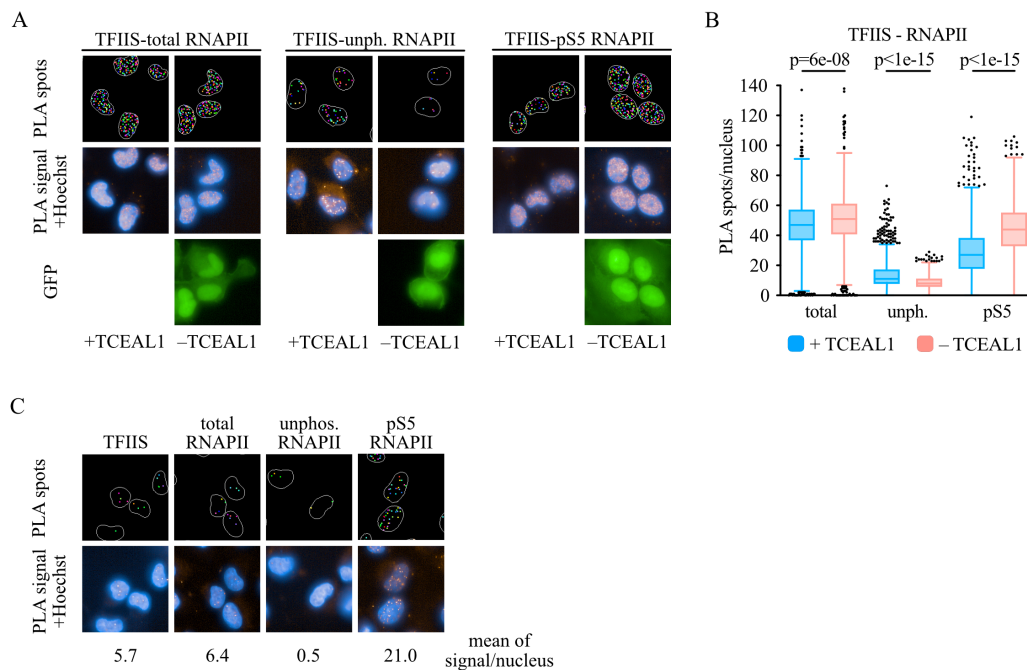 A
TFIIS-total RNAPII
TFIIS-unph. RNAPII
TFIIS-pS5 RNAPII
PLA spots
PLA signal
+Hoechst
GFP
+TCEAL1
–TCEAL1
+TCEAL1
–TCEAL1
+TCEAL1
–TCEAL1
B
TFIIS - RNAPII
p=6e-08
p<1e-15
p<1e-15
PLA spots/nucleus
140
120
100
80
60
40
20
0
total
unph.
pS5
+ TCEAL1
– TCEAL1
C
TFIIS
total
RNAPII
unphos.
RNAPII
pS5
RNAPII
PLA spots
PLA signal
+Hoechst
5.7
6.4
0.5
21.0
mean of
signal/nucleus